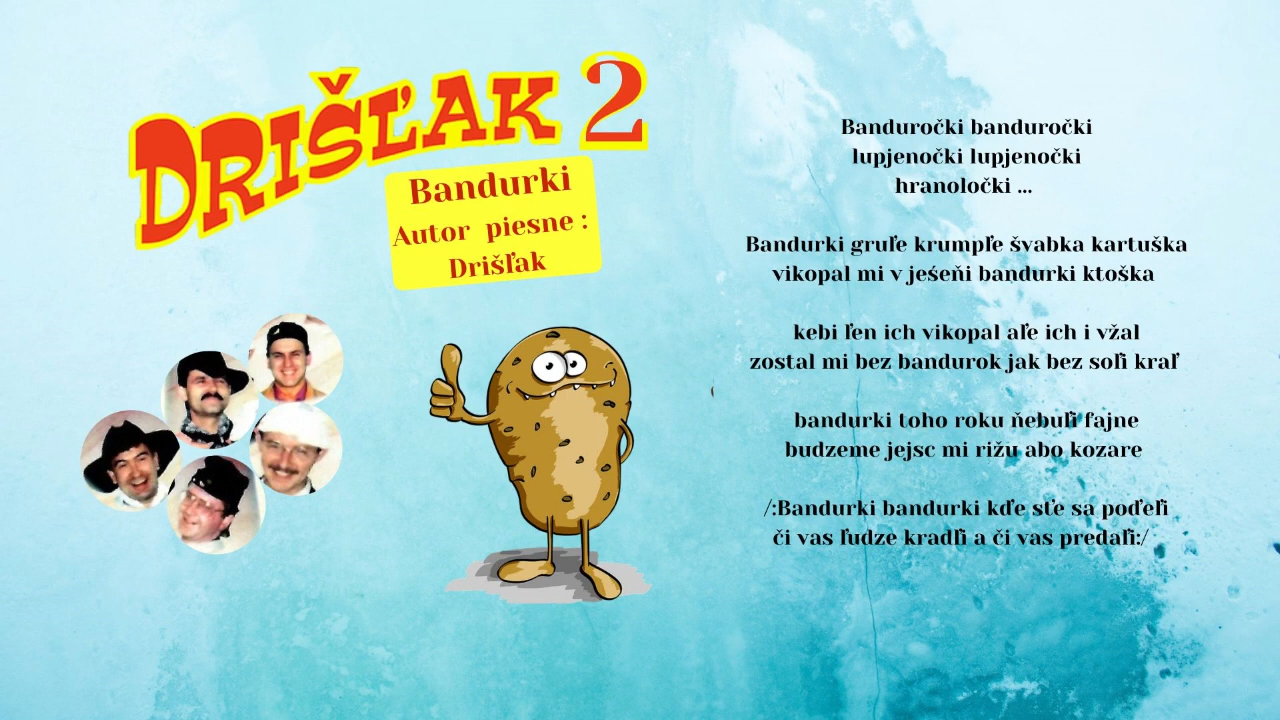 DRIŠĽAK 2
Bandurki
Autor piesne :
Drišľak
Banduročki banduročki
lupjenočki lupjenočki
hranoločki ...
Bandurki gruľe krumpľe švabka kartuška
vikopal mi v ješeňi bandurki ktoška
kebi ľen ich vikopal aľe ich i vžal
zostal mi bez bandurok jak bez soľi kraľ
bandurki toho roku ňebuľi fajne
budzeme jejsc mi rižu abo kozare
/:Bandurki bandurki kďe sťe sa poďeľi
či vas ľudze kradľi a či vas predaľi:/